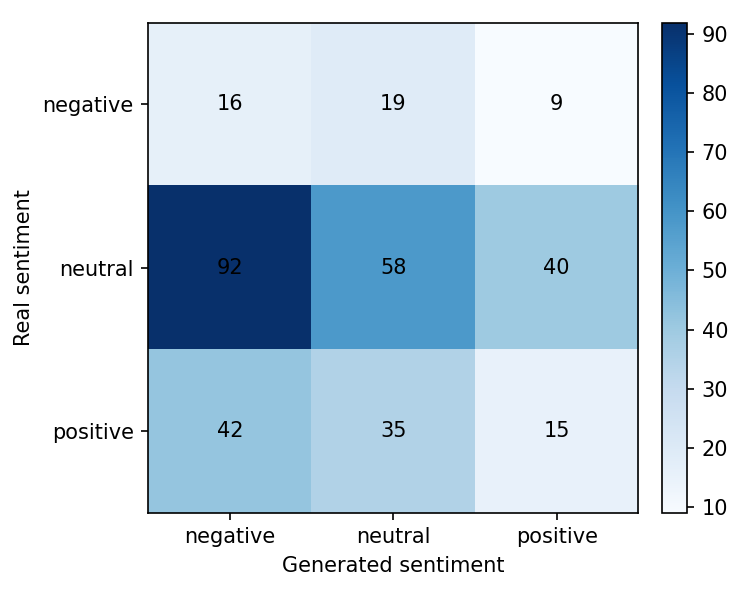 negative 16 19 9
neutral 92 58 40
positive 42 35 15
negative neutral positive
Generated sentiment
Real sentiment
90
80
70
60
50
40
30
20
10